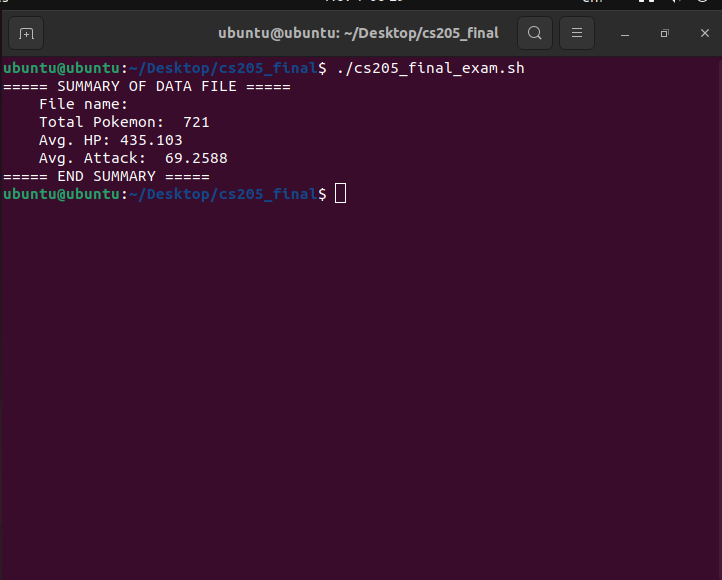 ubuntu@ubuntu: ~/Desktop/cs205_final
ubuntu@ubuntu:~/Desktop/cs205_final$ ./cs205_final_exam.sh
===== SUMMARY OF DATA FILE =====
    File name:
    Total Pokemon:  721
    Avg. HP: 435.103
    Avg. Attack:  69.2588
===== END SUMMARY =====
ubuntu@ubuntu:~/Desktop/cs205_final$